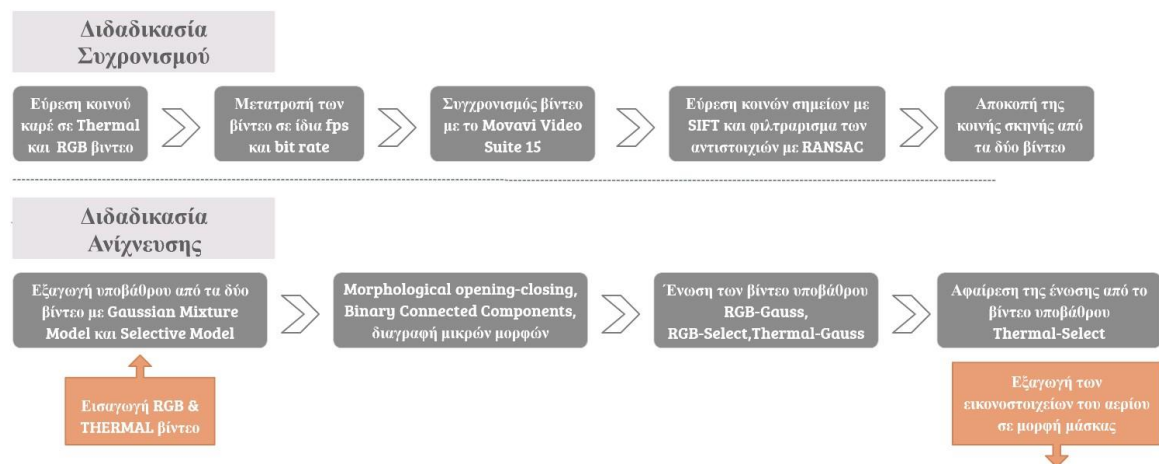 Διδαδικασία
Συχρονισμού
Εύρεση κοινού
καρέ σε Thermal
και RGB βιντεο
Μετατροπή των
βίντεο σε ίδια fps
και bit rate
Συγχρονισμός βίντεο
με το Movavi Video
Suite 15
Εύρεση κοινών σημείων με
SIFT και φιλτραρισμα των
αντιστοιχιών με RANSAC
Αποκοπή της
κοινής σκηνής από
τα δύο βίντεο
Διδαδικασία
Ανίχνευσης
Εξαγωγή υποβάθρου από τα δύο
βίντεο με Gaussian Mixture
Model και Selective Model
Morphological opening-closing,
Binary Connected Components,
διαγραφή μικρών μορφών
Ένωση των βίντεο υποβάθρου
RGB-Gauss,
RGB-Select,Thermal-Gauss
Αφαίρεση της ένωσης από το
βίντεο υποβάθρου
Thermal-Select
Εισαγωγή RGB &
THERMAL βίντεο
Εξαγωγή των
εικονοστοιχείων του αερίου
σε μορφή μάσκας